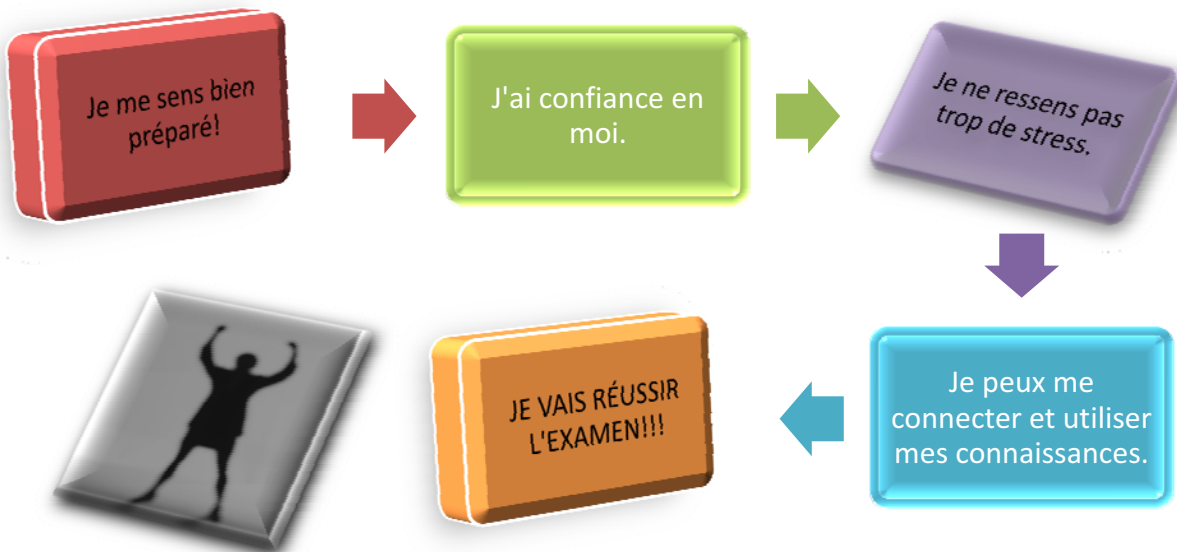 Je me sens bien
préparé!
J'ai confiance en
moi.
Je ne ressens pas
trop de stress.
Je peux me
connecter et utiliser
mes connaissances.
JE VAIS RÉUSSIR
L'EXAMEN!!!